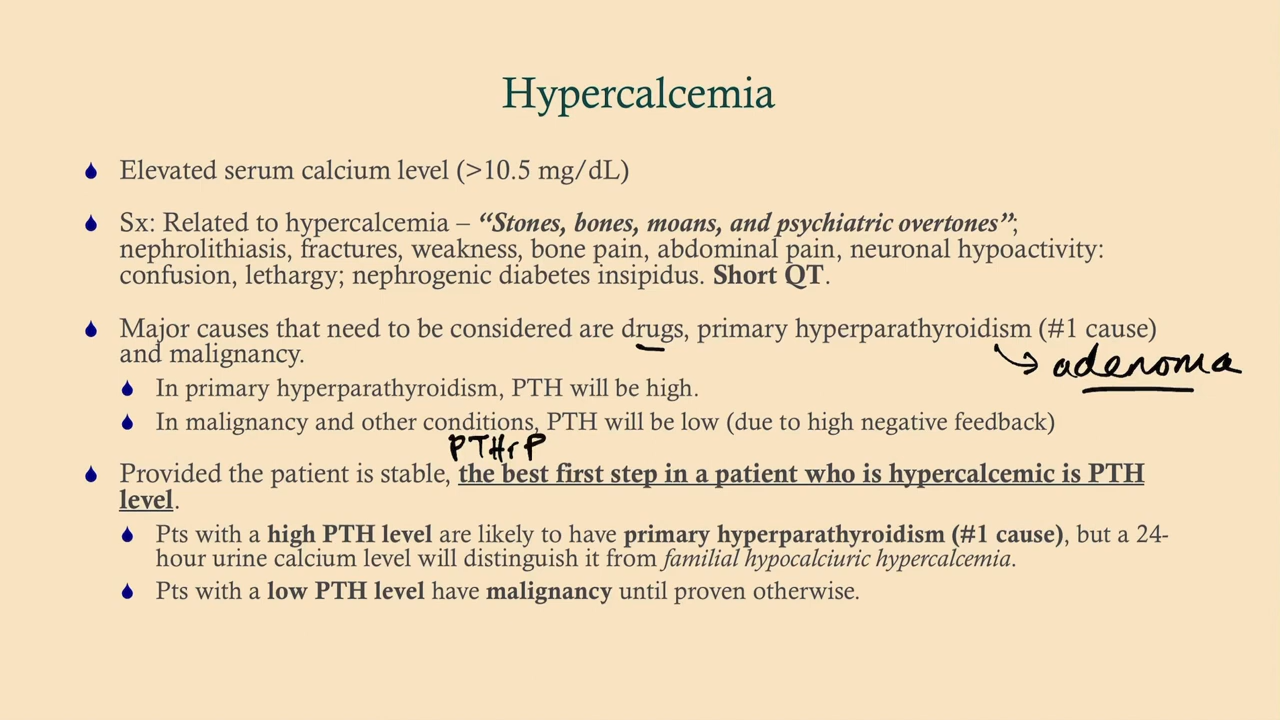 Hypercalcemia
Elevated serum calcium level (>10.5 mg/dL)
Sx: Related to hypercalcemia – “Stones, bones, moans, and psychiatric overtones”;
nephrolithiasis, fractures, weakness, bone pain, abdominal pain, neuronal hypoactivity:
confusion, lethargy; nephrogenic diabetes insipidus. Short QT.
Major causes that need to be considered are drugs, primary hyperparathyroidism (#1 cause)
and malignancy.
adenoma
In primary hyperparathyroidism, PTH will be high.
In malignancy and other conditions, PTH will be low (due to high negative feedback)
PTHrP
Provided the patient is stable, the best first step in a patient who is hypercalcemic is PTH
level.
Pts with a high PTH level are likely to have primary hyperparathyroidism (#1 cause), but a 24-
hour urine calcium level will distinguish it from familial hypocalciuric hypercalcemia.
Pts with a low PTH level have malignancy until proven otherwise.